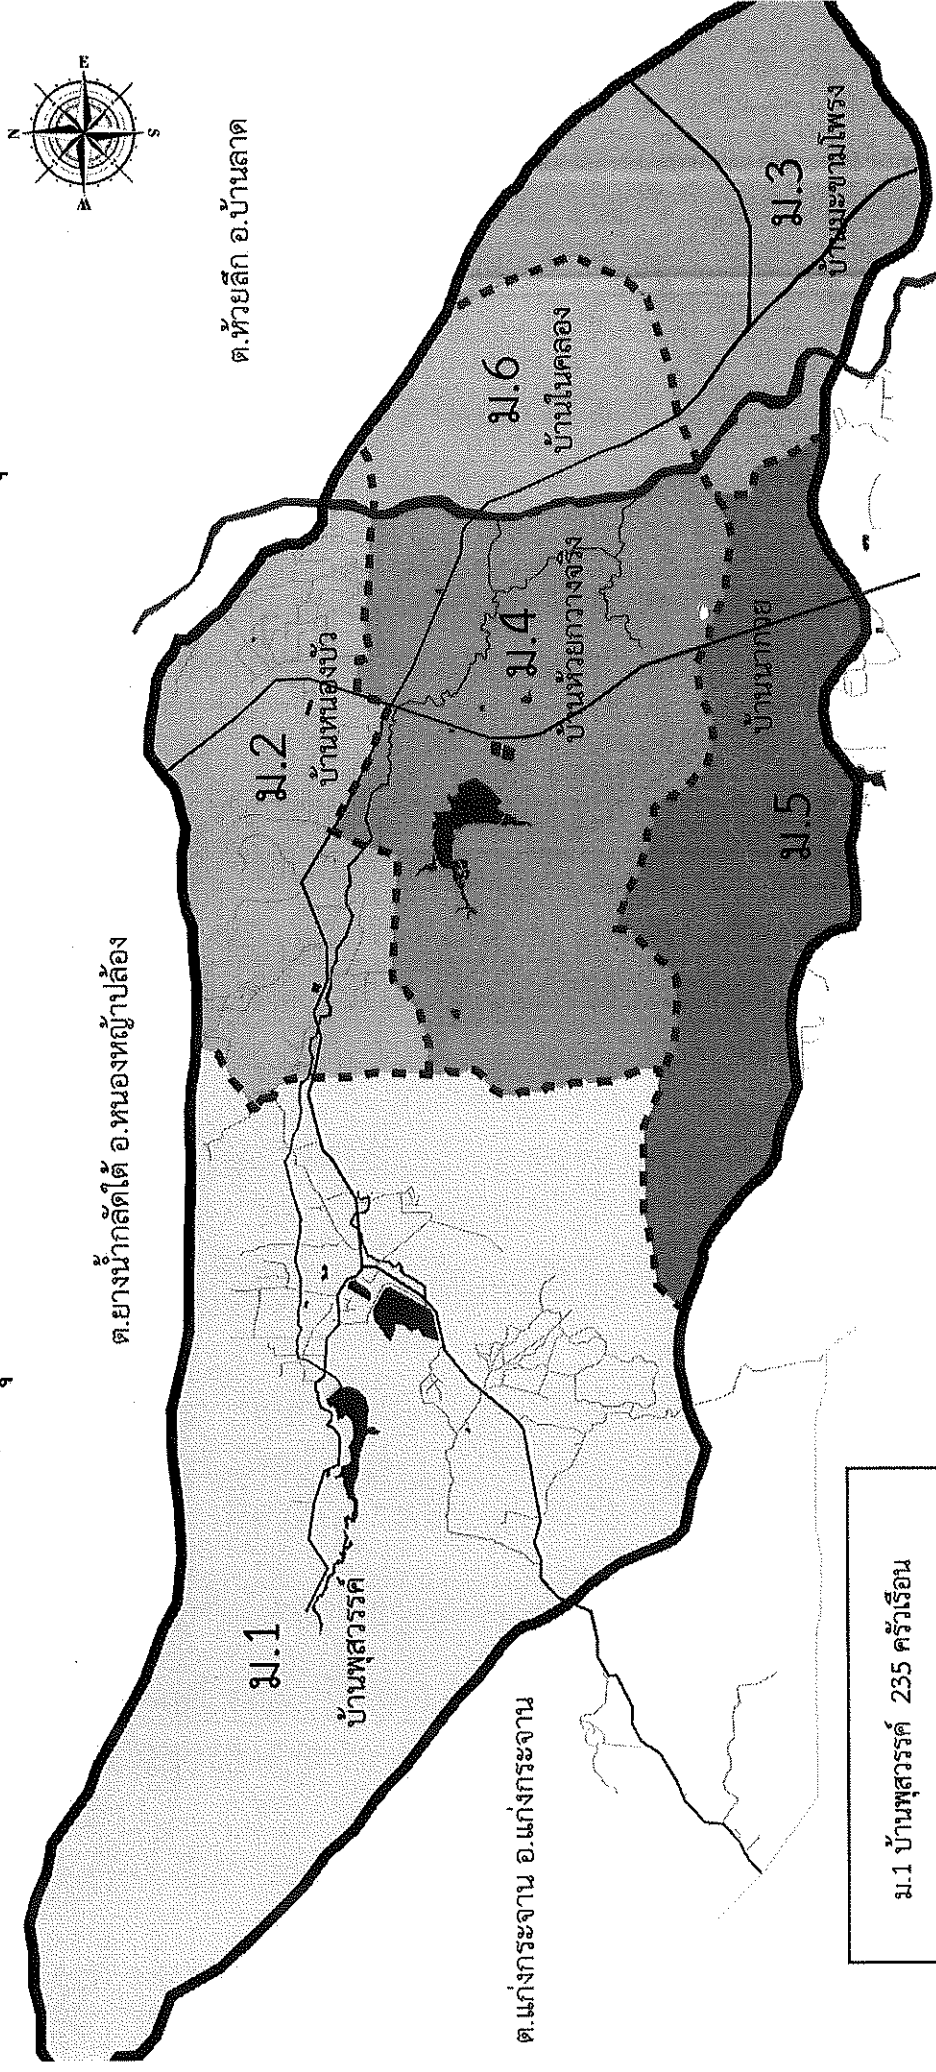 N
E
S
W
ต.ห้วยลึก อ.บ้านลาด
ต.ยางน้ำกลัดใต้ อ.หนองหญ้าปล้อง
ม.1
บ้านพุสวรรค์
ม.2
บ้านหนองบัว
ม.6
บ้านในคลอง
ม.3
บ้านมะขามโพรง
ม.4
บ้านห้วยกวางจริง
ม.5
ต.แก่งกระจาน อ.แก่งกระจาน
ม.1 บ้านพุสวรรค์ 235 ครัวเรือน